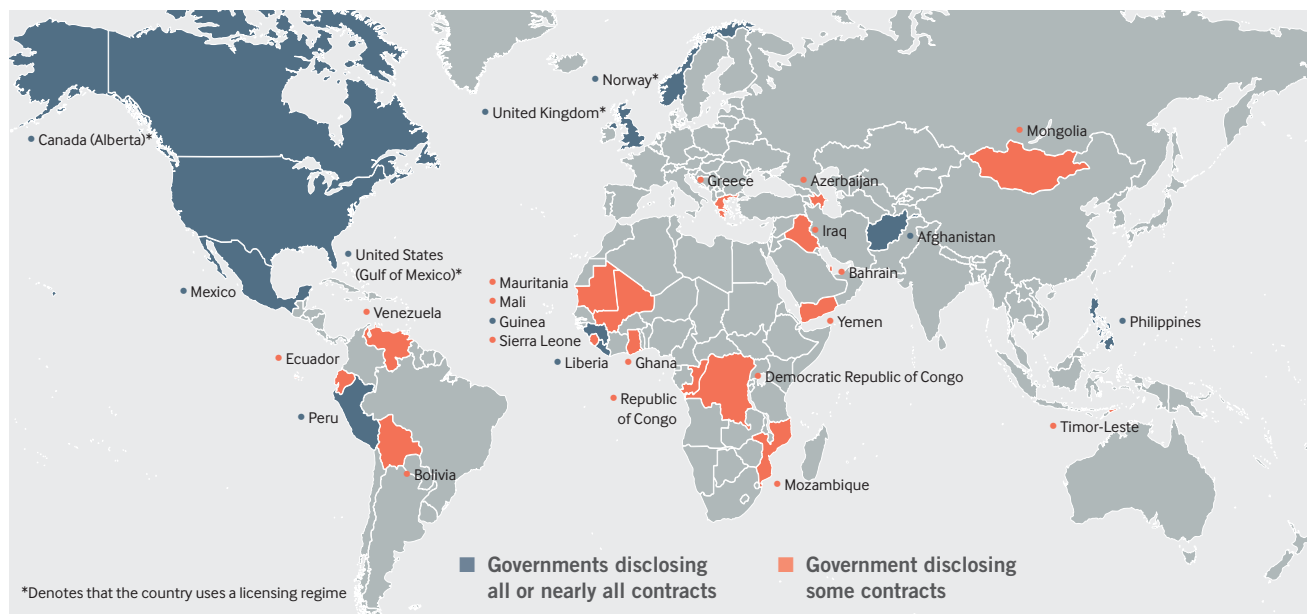 Norway*
United Kingdom*
Canada (Alberta)*
Mongolia
Greece
Azerbaijan
Iraq
Afghanistan
United States
(Gulf of Mexico)*
Bahrain
Mexico
Mauritania
Mali
Guinea
Sierra Leone
Venezuela
Yemen
Philippines
Ecuador
Liberia
Ghana
Democratic Republic of Congo
Republic
of Congo
Peru
Timor-Leste
Bolivia
Mozambique
Governments disclosing
all or nearly all contracts
Government disclosing
some contracts
*Denotes that the country uses a licensing regime